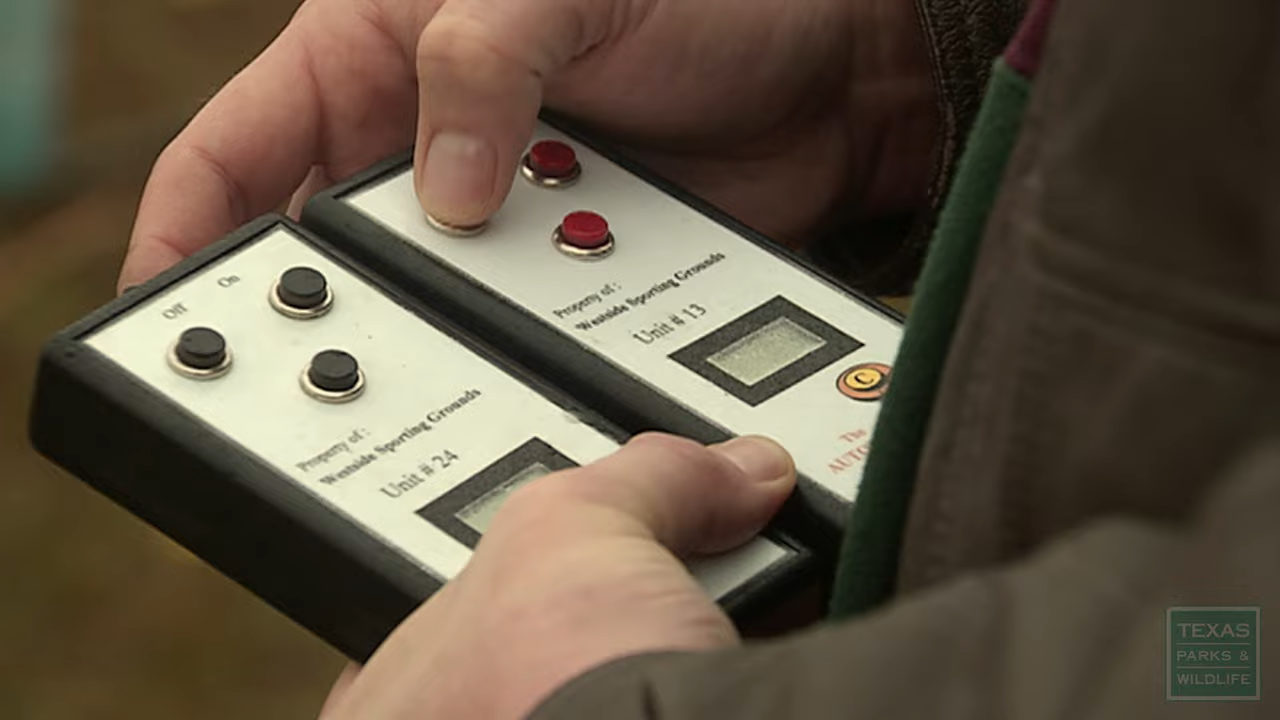 Off On
Property of :
Westside Sporting Grounds
Unit # 24
Property of :
Westside Sporting Grounds
Unit # 13
C
The
TEXAS
PARKS &
WILDLIFE